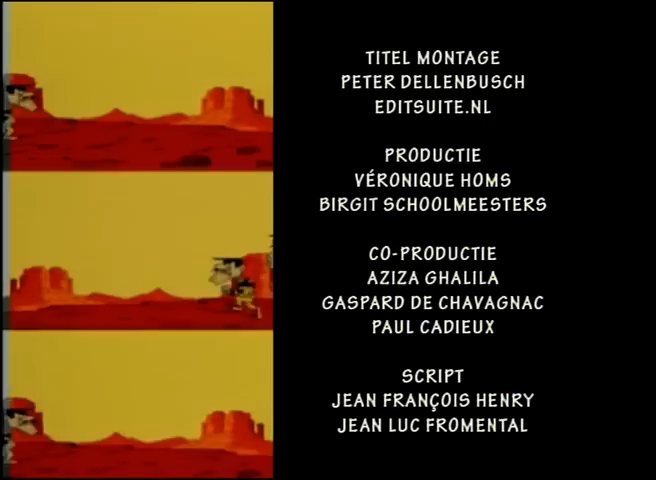 TITEL MONTAGE
PETER DELLENBUSCH
EDITSUITE.NL
PRODUCTIE
VÉRONIQUE HOMS
BIRGIT SCHOOLMEESTERS
CO-PRODUCTIE
AZIZA GHALILA
GASPARD DE CHAVAGNAC
PAUL CADIEUX
SCRIPT
JEAN FRANÇOIS HENRY
JEAN LUC FROMENTAL